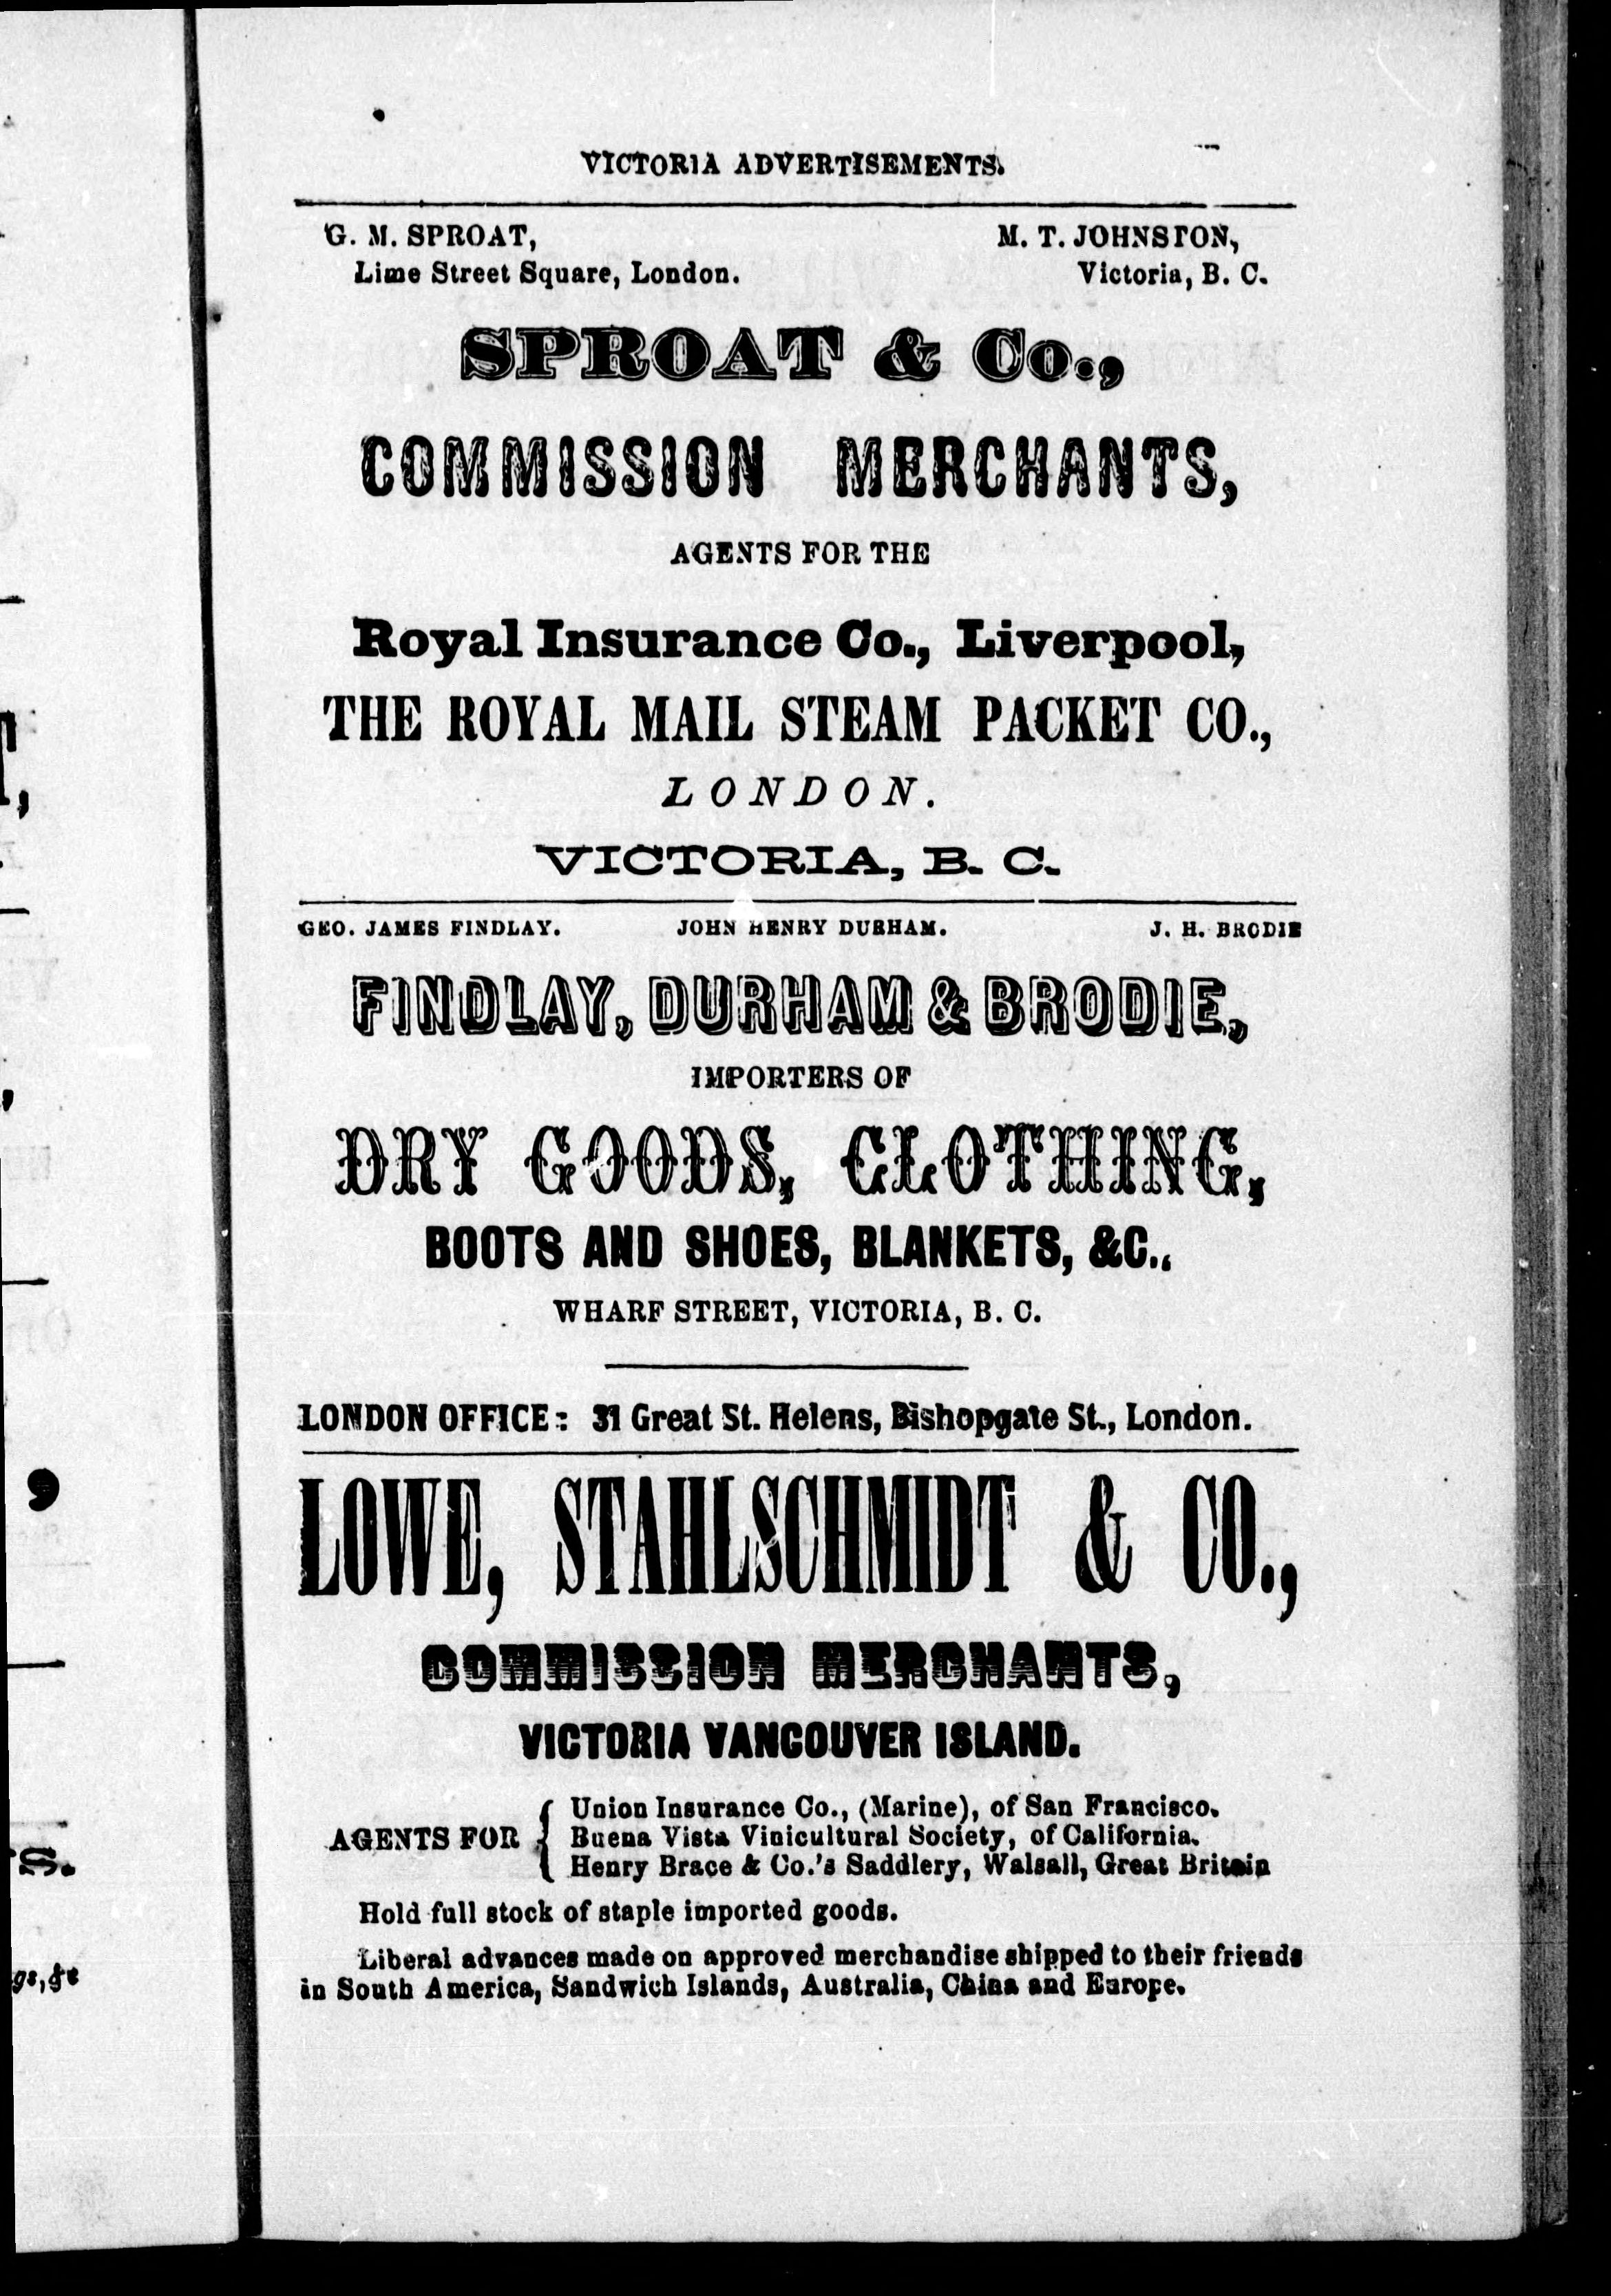 VICTORIA ADVERTISEMENTS.
G. M. SPROAT, M. T. JOHNSTON,
Lime Street Square, London. Victoria, B. C.
SPROAT & Co.,
COMMISSION MERCHANTS,
AGENTS FOR THE
Royal Insurance Co., Liverpool,
THE ROYAL MAIL STEAM PACKET CO.,
LONDON.
VICTORIA, B. C.
GEO. JAMES FINDLAY. JOHN HENRY DURHAM. J. H. BRODIE
FINDLAY, DURHAM & BRODIE,
IMPORTERS OF
DRY GOODS, CLOTHING,
BOOTS AND SHOES, BLANKETS, &C.,
WHARF STREET, VICTORIA, B. C.
LONDON OFFICE: 31 Great St. Helens, Bishopgate St., London.
LOWE, STAHLSCHMIDT & CO.,
COMMISSION MERCHANTS,
VICTORIA VANCOUVER ISLAND.
AGENTS FOR { Union Insurance Co., (Marine), of San Francisco.
Buena Vista Vinicultural Society, of California.
Henry Brace & Co.'s Saddlery, Walsall, Great Britain
Hold full stock of staple imported goods.
Liberal advances made on approved merchandise shipped to their friends
in South America, Sandwich Islands, Australia, China and Europe.